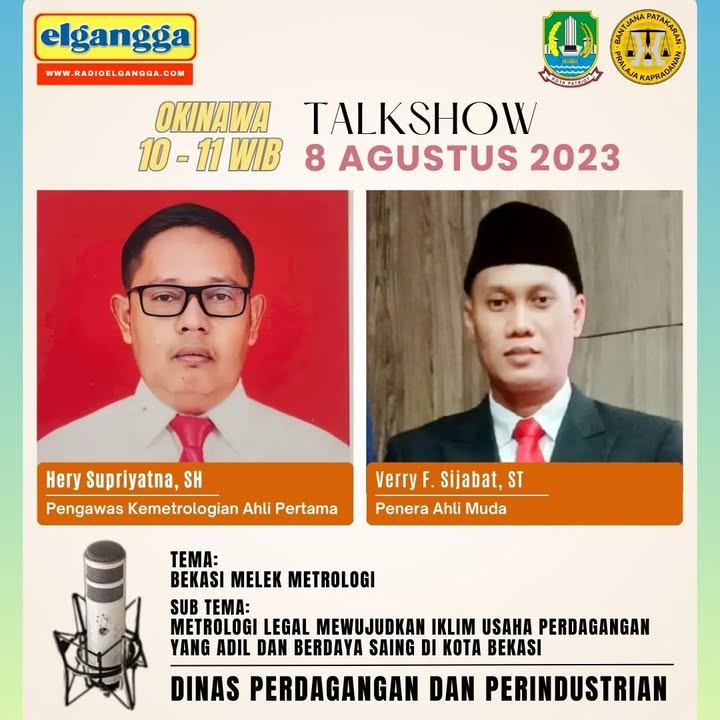 elgangga
WWW.RADIOELGANGGA.COM
KOTA PATRIOT
BANTJANA PATAKARAN
PRALAJA KAPRADANAN
OKINAWA
10 - 11 WIB
TALKSHOW
8 AGUSTUS 2023
Hery Supriyatna, SH
Pengawas Kemetrologian Ahli Pertama
Verry F. Sijabat, ST
Penera Ahli Muda
TEMA:
BEKASI MELEK METROLOGI
SUB TEMA:
METROLOGI LEGAL MEWUJUDKAN IKLIM USAHA PERDAGANGAN
YANG ADIL DAN BERDAYA SAING DI KOTA BEKASI
DINAS PERDAGANGAN DAN PERINDUSTRIAN